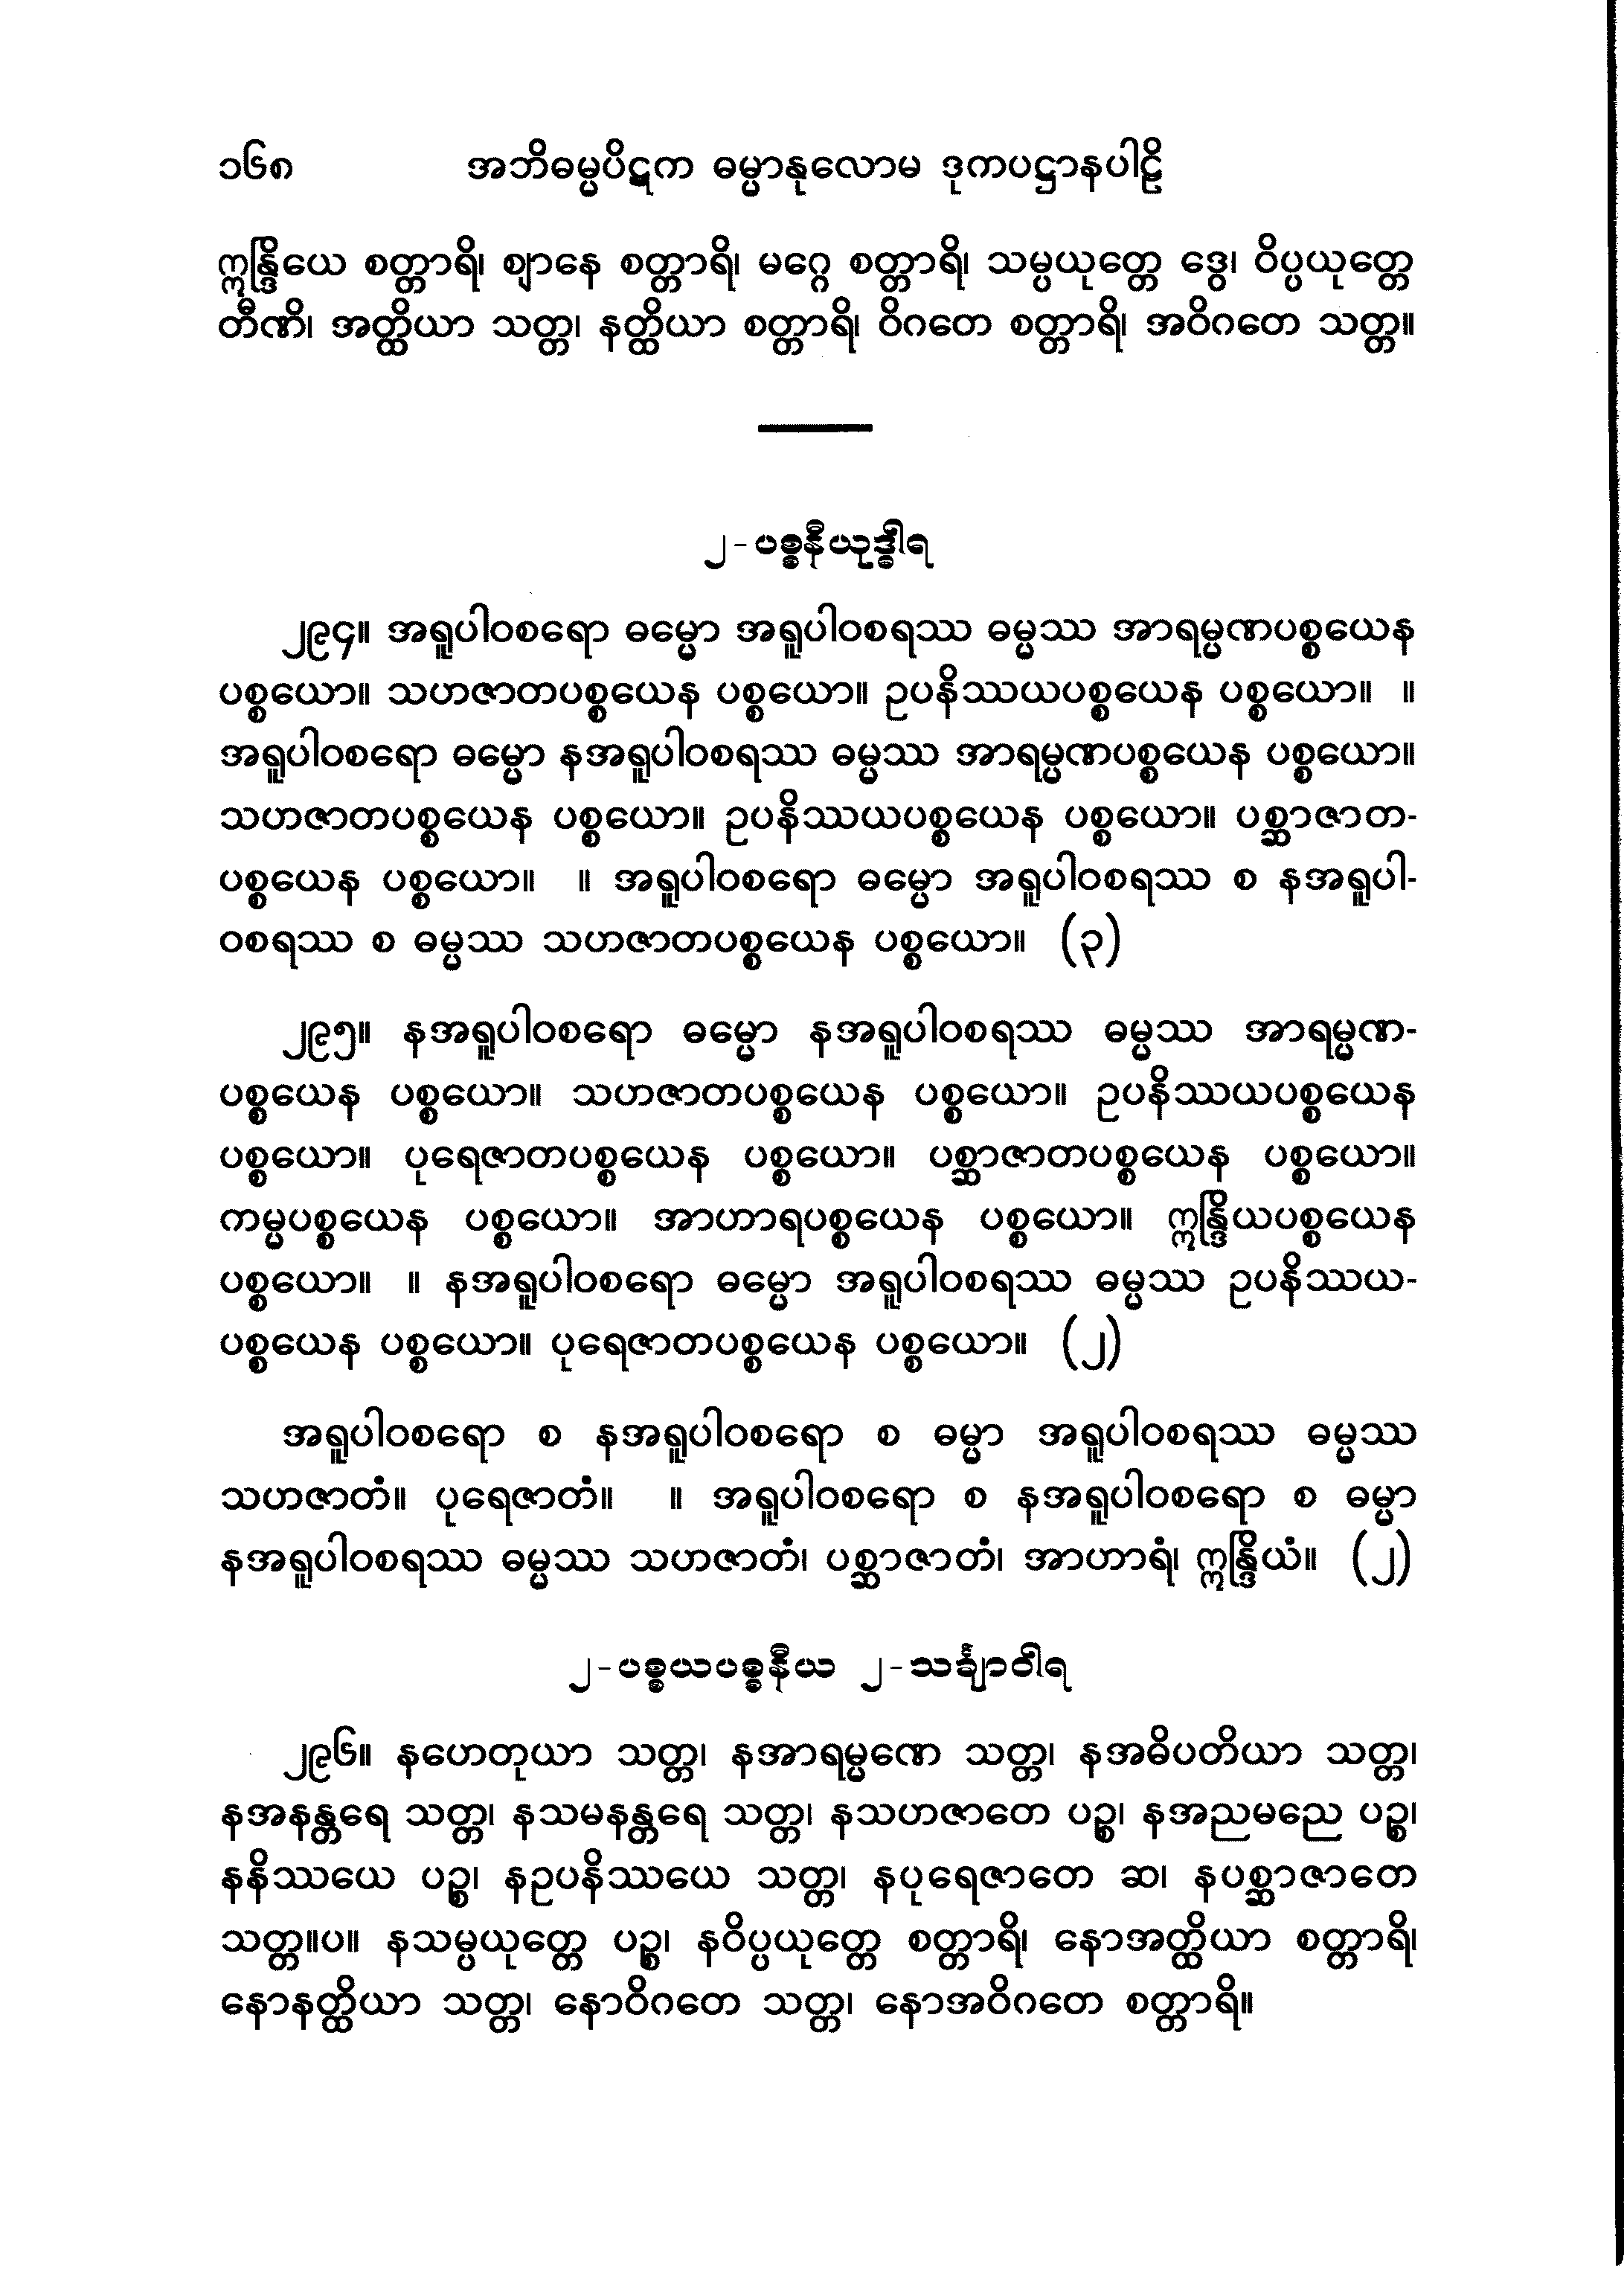 ၁၆၈ အဘိဓမ္မပိဋက ဓမ္မာနုလောမ ဒုကပဋ္ဌာနပါဠိ
ဣန္ဒြိယေ စတ္တာရိ၊ ဈာနေ စတ္တာရိ၊ မဂ္ဂေ စတ္တာရိ၊ သမ္ပယုတ္တေ ဒွေ၊ ဝိပ္ပယုတ္တေ
တီဏိ၊ အတ္ထိယာ သတ္တ၊ နတ္ထိယာ စတ္တာရိ၊ ဝိဂတေ စတ္တာရိ၊ အဝိဂတေ သတ္တ။
၂-ပစ္စနီယုဒ္ဓါရ
၂၉၄။ အရူပါဝစရော ဓမ္မော အရူပါဝစရဿ ဓမ္မဿ အာရမ္မဏပစ္စယေန
ပစ္စယော။ သဟဇာတပစ္စယေန ပစ္စယော။ ဥပနိဿယပစ္စယေန ပစ္စယော။ ။
အရူပါဝစရော ဓမ္မော နအရူပါဝစရဿ ဓမ္မဿ အာရမ္မဏပစ္စယေန ပစ္စယော။
သဟဇာတပစ္စယေန ပစ္စယော။ ဥပနိဿယပစ္စယေန ပစ္စယော။ ပစ္ဆာဇာတ-
ပစ္စယေန ပစ္စယော။ ။ အရူပါဝစရော ဓမ္မော အရူပါဝစရဿ စ နအရူပါ-
ဝစရဿ စ ဓမ္မဿ သဟဇာတပစ္စယေန ပစ္စယော။ (၃)
၂၉၅။ နအရူပါဝစရော ဓမ္မော နအရူပါဝစရဿ ဓမ္မဿ အာရမ္မဏ-
ပစ္စယေန ပစ္စယော။ သဟဇာတပစ္စယေန ပစ္စယော။ ဥပနိဿယပစ္စယေန
ပစ္စယော။ ပုရေဇာတပစ္စယေန ပစ္စယော။ ပစ္ဆာဇာတပစ္စယေန ပစ္စယော။
ကမ္မပစ္စယေန ပစ္စယော။ အာဟာရပစ္စယေန ပစ္စယော။ ဣန္ဒြိယပစ္စယေန
ပစ္စယော။ ။ နအရူပါဝစရော ဓမ္မော အရူပါဝစရဿ ဓမ္မဿ ဥပနိဿယ-
ပစ္စယေန ပစ္စယော။ ပုရေဇာတပစ္စယေန ပစ္စယော။ (၂)
အရူပါဝစရော စ နအရူပါဝစရော စ ဓမ္မာ အရူပါဝစရဿ ဓမ္မဿ
သဟဇာတံ။ ပုရေဇာတံ။ ။ အရူပါဝစရော စ နအရူပါဝစရော စ ဓမ္မာ
နအရူပါဝစရဿ ဓမ္မဿ သဟဇာတံ၊ ပစ္ဆာဇာတံ၊ အာဟာရံ၊ ဣန္ဒြိယံ။ (၂)
၂-ပစ္စယပစ္စနီယ ၂-သင်္ချာဝါရ
၂၉၆။ နဟေတုယာ သတ္တ၊ နအာရမ္မဏေ သတ္တ၊ နအဓိပတိယာ သတ္တ၊
နအနန္တရေ သတ္တ၊ နသမနန္တရေ သတ္တ၊ နသဟဇာတေ ပဉ္စ၊ နအညမညေ ပဉ္စ၊
နနိဿယေ ပဉ္စ၊ နဥပနိဿယေ သတ္တ၊ နပုရေဇာတေ ဆ၊ နပစ္ဆာဇာတေ
သတ္တ။ပ။ နသမ္ပယုတ္တေ ပဉ္စ၊ နဝိပ္ပယုတ္တေ စတ္တာရိ၊ နောအတ္ထိယာ စတ္တာရိ၊
နောနတ္ထိယာ သတ္တ၊ နောဝိဂတေ သတ္တ၊ နောအဝိဂတေ စတ္တာရိ။